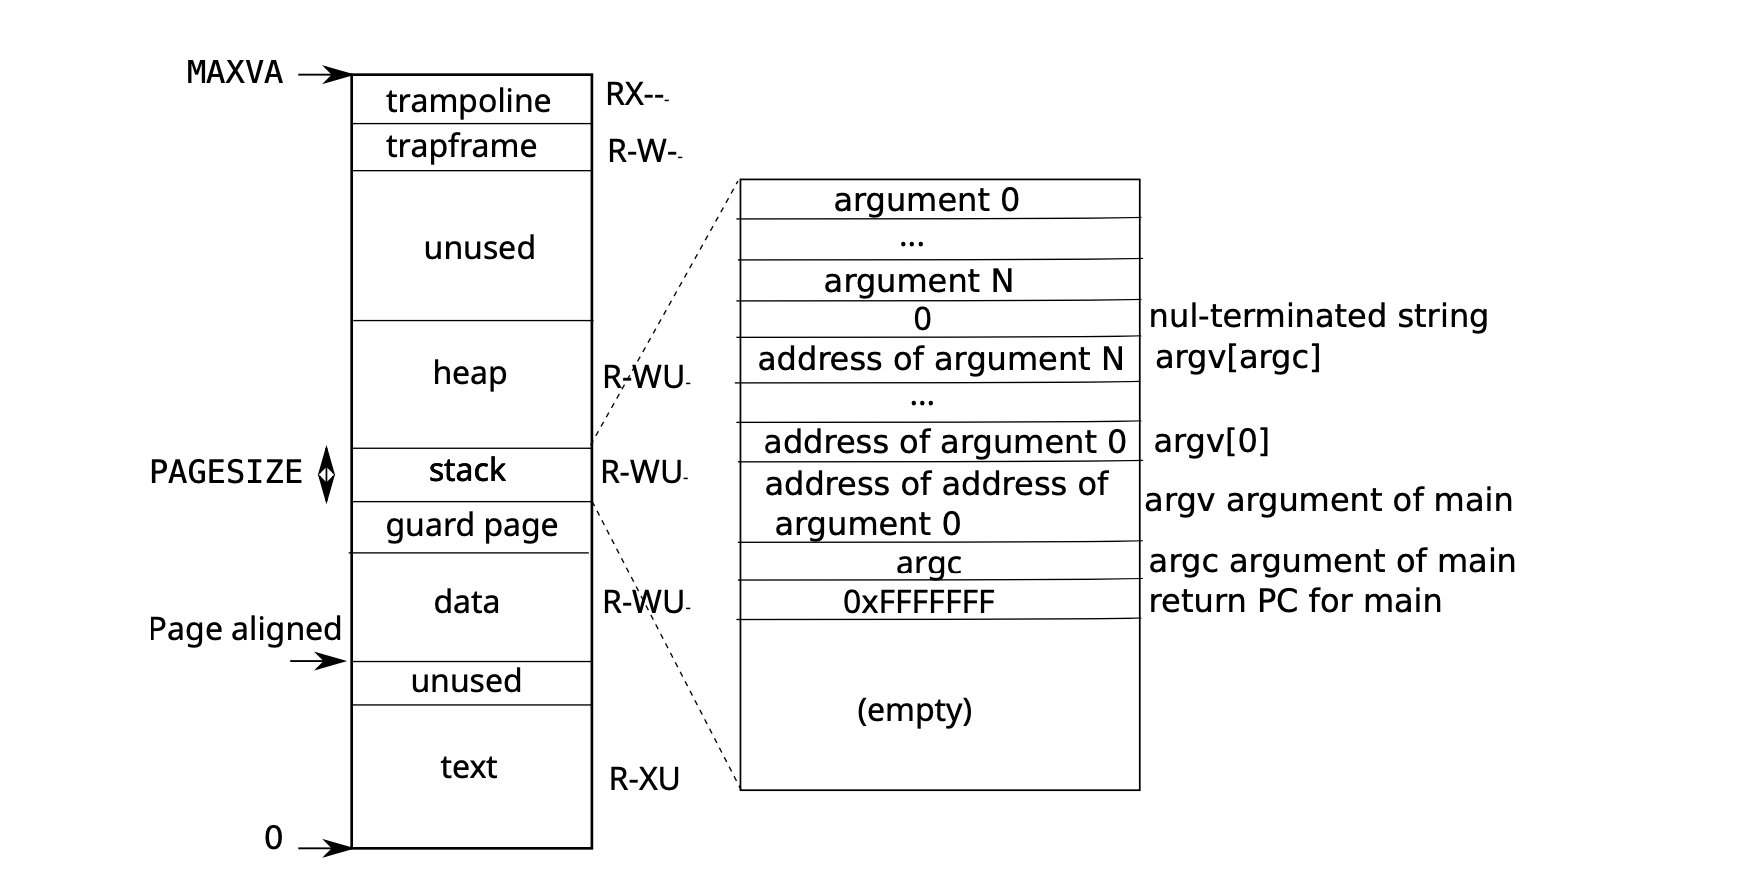 MAXVA
trampoline
RX---
trapframe
R-W--
unused
heap
R-WU-
PAGESIZE
stack
R-WU-
guard page
data
R-WU-
Page aligned
unused
text
R-XU
0
argument 0
...
argument N
0
nul-terminated string
address of argument N
argv[argc]
...
address of argument 0
argv[0]
address of address of
argument 0
argv argument of main
argc
argc argument of main
0xFFFFFFF
return PC for main
(empty)